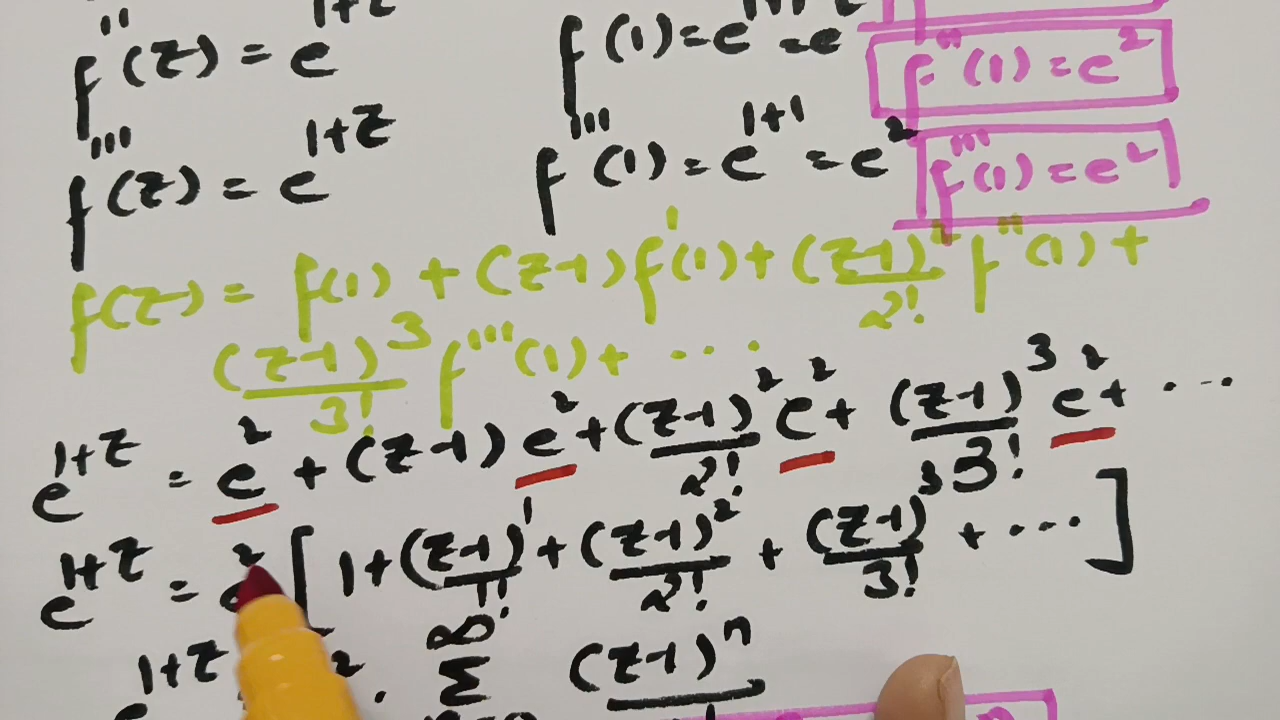 f''(z) = e^{1+z} f''(1) = e^{1+1} = e^2 f''(1) = e^2
f'''(z) = e^{1+z} f'''(1) = e^{1+1} = e^2 f'''(1) = e^2
f(z) = f(1) + (z-1) f'(1) + (z-1)^2/2! f''(1) +
(z-1)^3/3! f'''(1) + ...
e^{1+z} = e^2 + (z-1) e^2 + (z-1)^2/2! e^2 + (z-1)^3/3! e^2 + ...
e^{1+z} = e^2 [ 1 + (z-1)^1/1! + (z-1)^2/2! + (z-1)^3/3! + ... ]
e^{1+z} 2 . ∞ Σ (z-1)^n